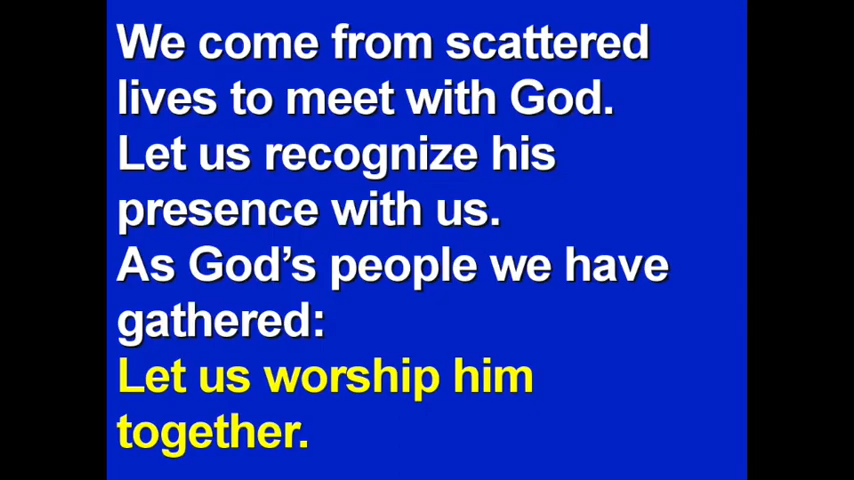 We come from scattered
lives to meet with God.
Let us recognize his
presence with us.
As God’s people we have
gathered:
Let us worship him
together.